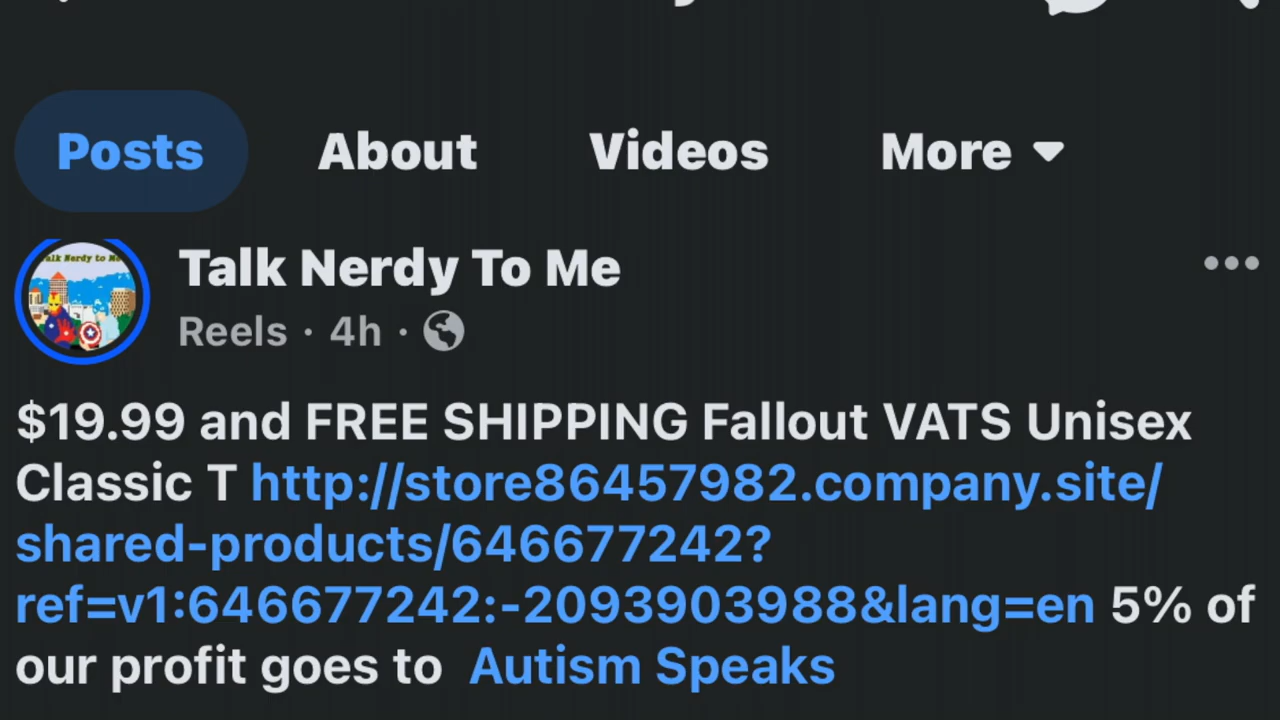 Posts About Videos More
Talk Nerdy To Me
Reels · 4h ·
$19.99 and FREE SHIPPING Fallout VATS Unisex
Classic T http://store86457982.company.site/
shared-products/646677242?
ref=v1:646677242:-2093903988&lang=en 5% of
our profit goes to Autism Speaks